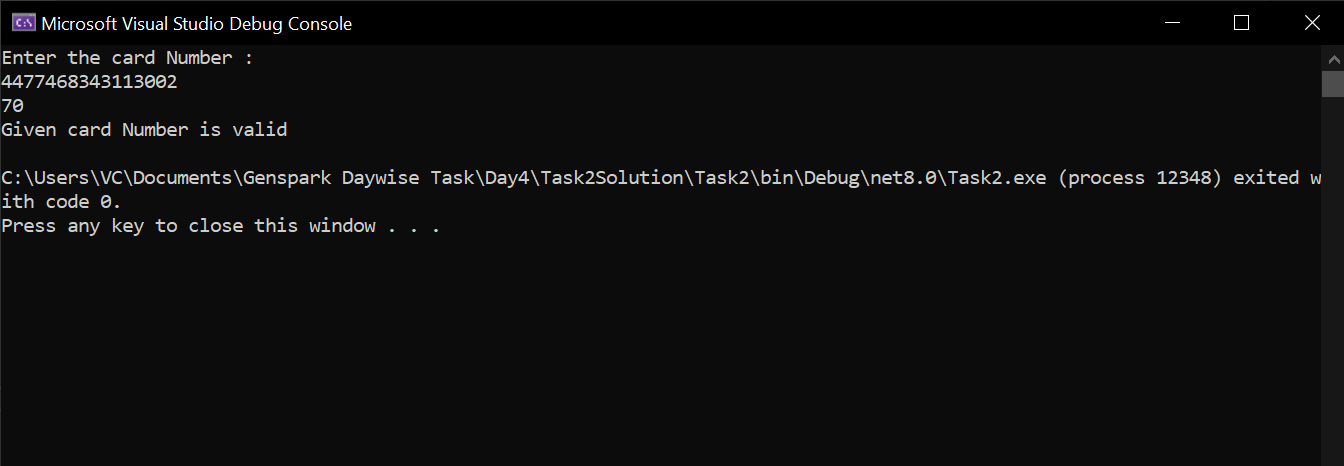 Microsoft Visual Studio Debug Console
Enter the card Number :
4477468343113002
70
Given card Number is valid
C:\Users\VC\Documents\Genspark Daywise Task\Day4\Task2Solution\Task2\bin\Debug\net8.0\Task2.exe (process 12348) exited w
ith code 0.
Press any key to close this window . . .